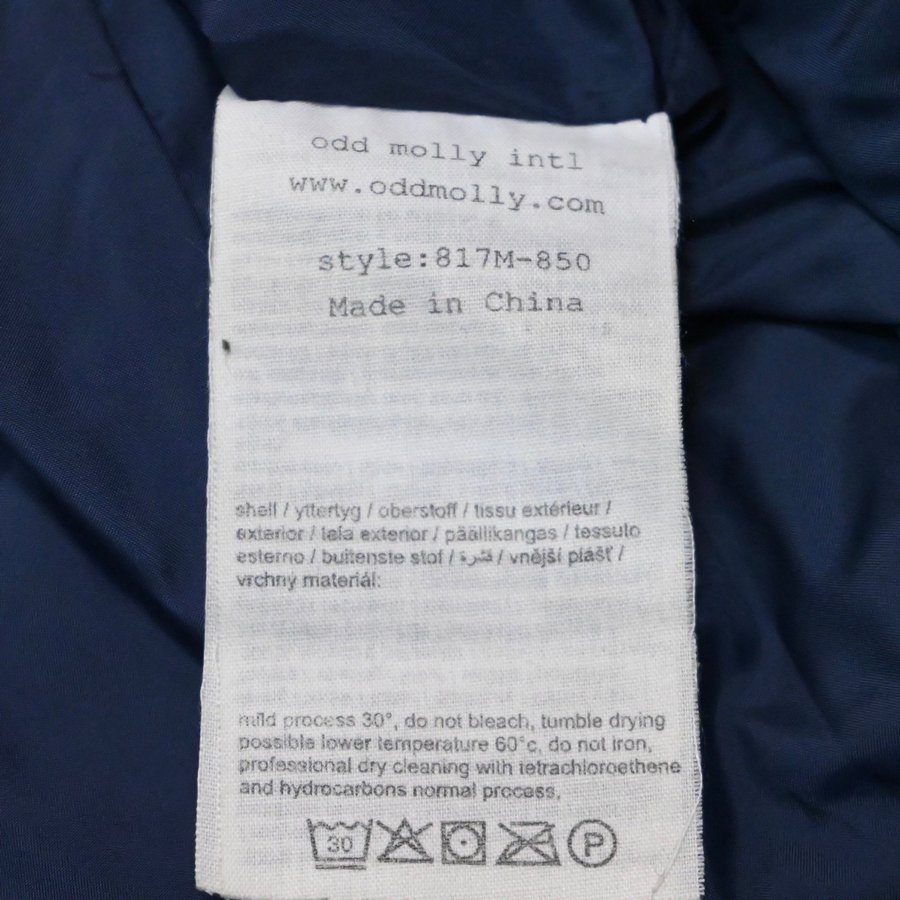 odd molly intl
www.oddmolly.com
style:817M-850
Made in China
shell / yttertyg / oberstoff / tissu extérieur /
exterior / tela exterior / päällikangas / tessuto
esterno / buitenste stof / قشرة / vnější plášť /
vrchný materiál:
mild process 30°, do not bleach, tumble drying
possible lower temperature 60°c, do not iron,
professional dry cleaning with tetrachloroethene
and hydrocarbons normal process.
30 P